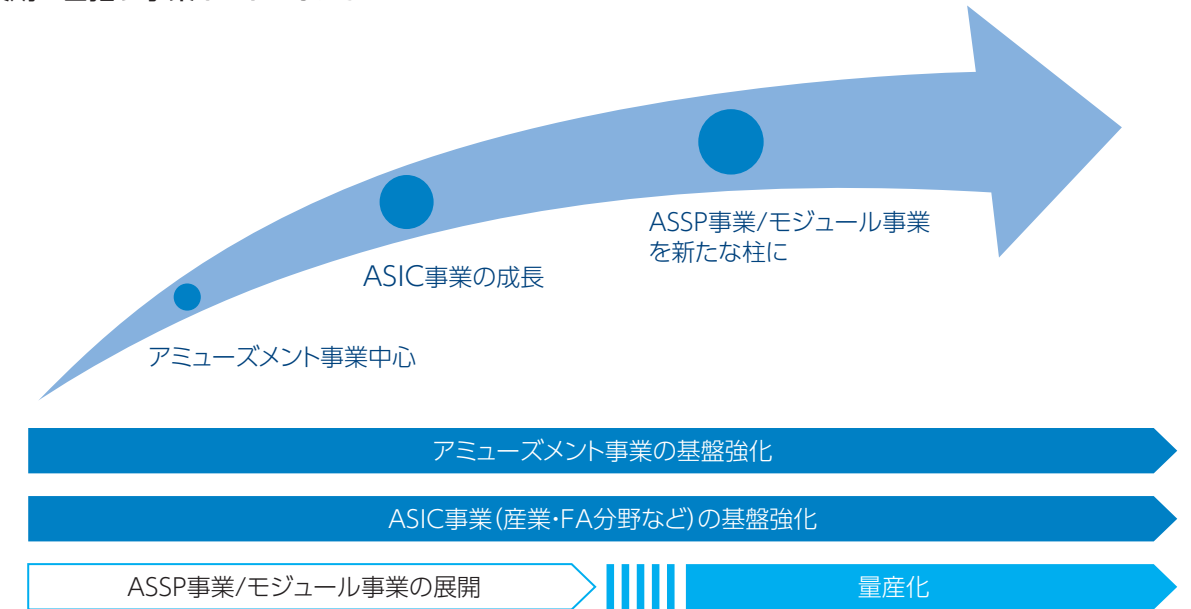 ASSP事業/モジュール事業
を新たな柱に
ASIC事業の成長
アミューズメント事業中心
アミューズメント事業の基盤強化
ASIC事業(産業・FA分野など)の基盤強化
ASSP事業/モジュール事業の展開
量産化